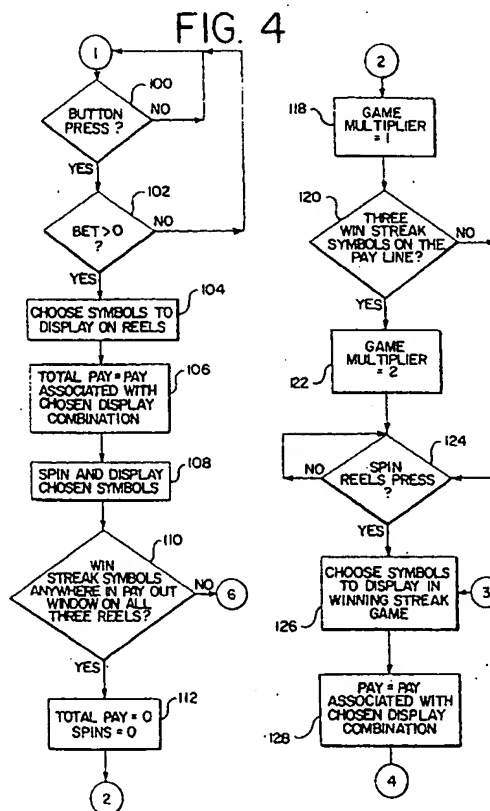 FIG. 4
1
100
BUTTON
PRESS ?
NO
YES
102
BET>0
?
NO
YES
104
CHOOSE SYMBOLS TO
DISPLAY ON REELS
106
TOTAL PAY=PAY
ASSOCIATED WITH
CHOSEN DISPLAY
COMBINATION
108
SPIN AND DISPLAY
CHOSEN SYMBOLS
110
WIN
STREAK SYMBOLS
ANYWHERE IN PAY OUT
WINDOW ON ALL
THREE REELS?
NO
6
YES
112
TOTAL PAY = 0
SPINS = 0
2
2
118
GAME
MULTIPLIER
= 1
120
THREE
WIN STREAK
SYMBOLS ON THE
PAY LINE?
NO
YES
GAME
MULTIPLIER
= 2
122
124
SPIN
REELS PRESS
?
NO
YES
CHOOSE SYMBOLS
TO DISPLAY IN
WINNING STREAK
GAME
126
3
PAY = PAY
ASSOCIATED WITH
CHOSEN DISPLAY
COMBINATION
128
4